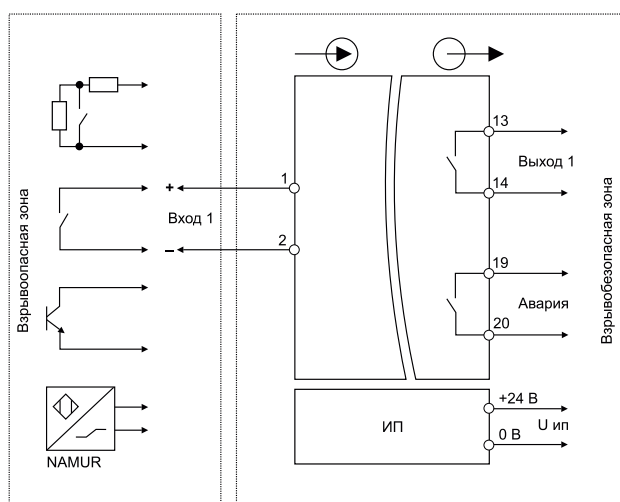 Взрывоопасная зона
+
Вход 1
–
NAMUR
1
2
13
Выход 1
14
19
Авария
20
ИП
+24 В
U ип
0 В
Взрывобезопасная зона